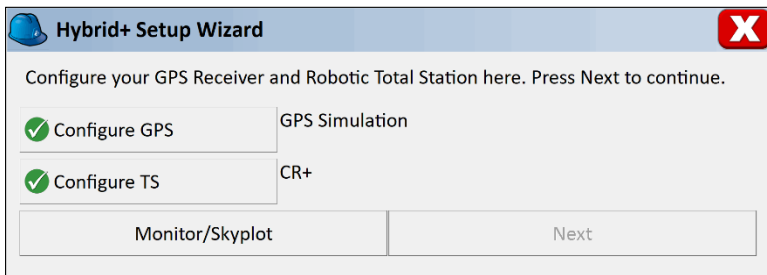 Hybrid+ Setup Wizard
Configure your GPS Receiver and Robotic Total Station here. Press Next to continue.
Configure GPS
GPS Simulation
Configure TS
CR+
Monitor/Skyplot
Next